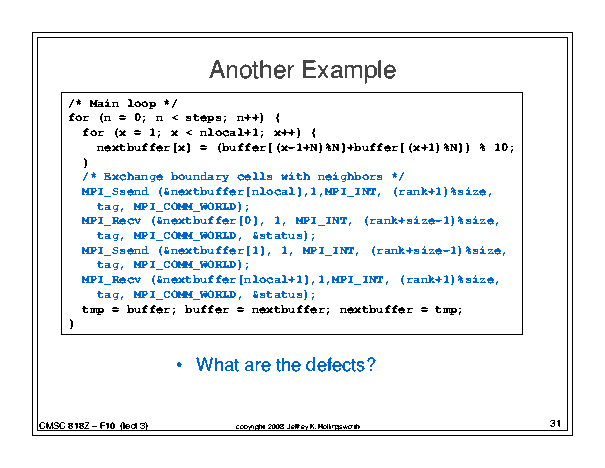 Another Example
/* Main loop */
for (n = 0; n < steps; n++) {
for (x = 1; x < nlocal+1; x++) {
nextbuffer[x] = (buffer[(x-1+N)%N]+buffer[(x+1)%N]) % 10;
}
/* Exchange boundary cells with neighbors */
MPI_Ssend (&nextbuffer[nlocal],1,MPI_INT, (rank+1)%size,
tag, MPI_COMM_WORLD);
MPI_Recv (&nextbuffer[0], 1, MPI_INT, (rank+size-1)%size,
tag, MPI_COMM_WORLD, &status);
MPI_Ssend (&nextbuffer[1], 1, MPI_INT, (rank+size-1)%size,
tag, MPI_COMM_WORLD);
MPI_Recv (&nextbuffer[nlocal+1],1,MPI_INT, (rank+1)%size,
tag, MPI_COMM_WORLD, &status);
tmp = buffer; buffer = nextbuffer; nextbuffer = tmp;
}
• What are the defects?
CMSC 818Z – F10 (lect 3)
copyright 2008 Jeffrey K. Hollingsworth
31